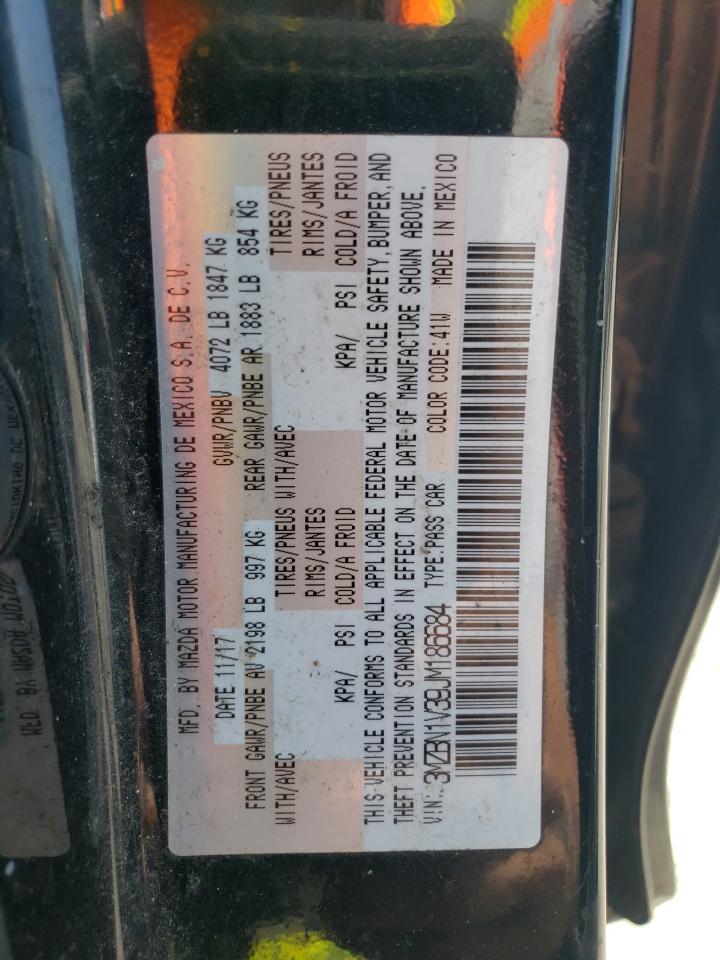 MFD. BY MAZDA MOTOR MANUFACTURING DE MEXICO S.A. DE C.V.
DATE 11/17 GVWR/PNBV 4072 LB 1847 KG
FRONT GAWR/PNBE AV 2198 LB 997 KG REAR GAWR/PNBE AR 1883 LB 854 KG
WITH/AVEC TIRES/PNEUS WITH/AVEC TIRES/PNEUS
RIMS/JANTES RIMS/JANTES
KPA/ PSI COLD/A FROID KPA/ PSI COLD/A FROID
THIS VEHICLE CONFORMS TO ALL APPLICABLE FEDERAL MOTOR VEHICLE SAFETY, BUMPER, AND
THEFT PREVENTION STANDARDS IN EFFECT ON THE DATE OF MANUFACTURE SHOWN ABOVE.
VIN: 3MZBN1V39JM186684 TYPE:PASS CAR COLOR CODE:41W MADE IN MEXICO